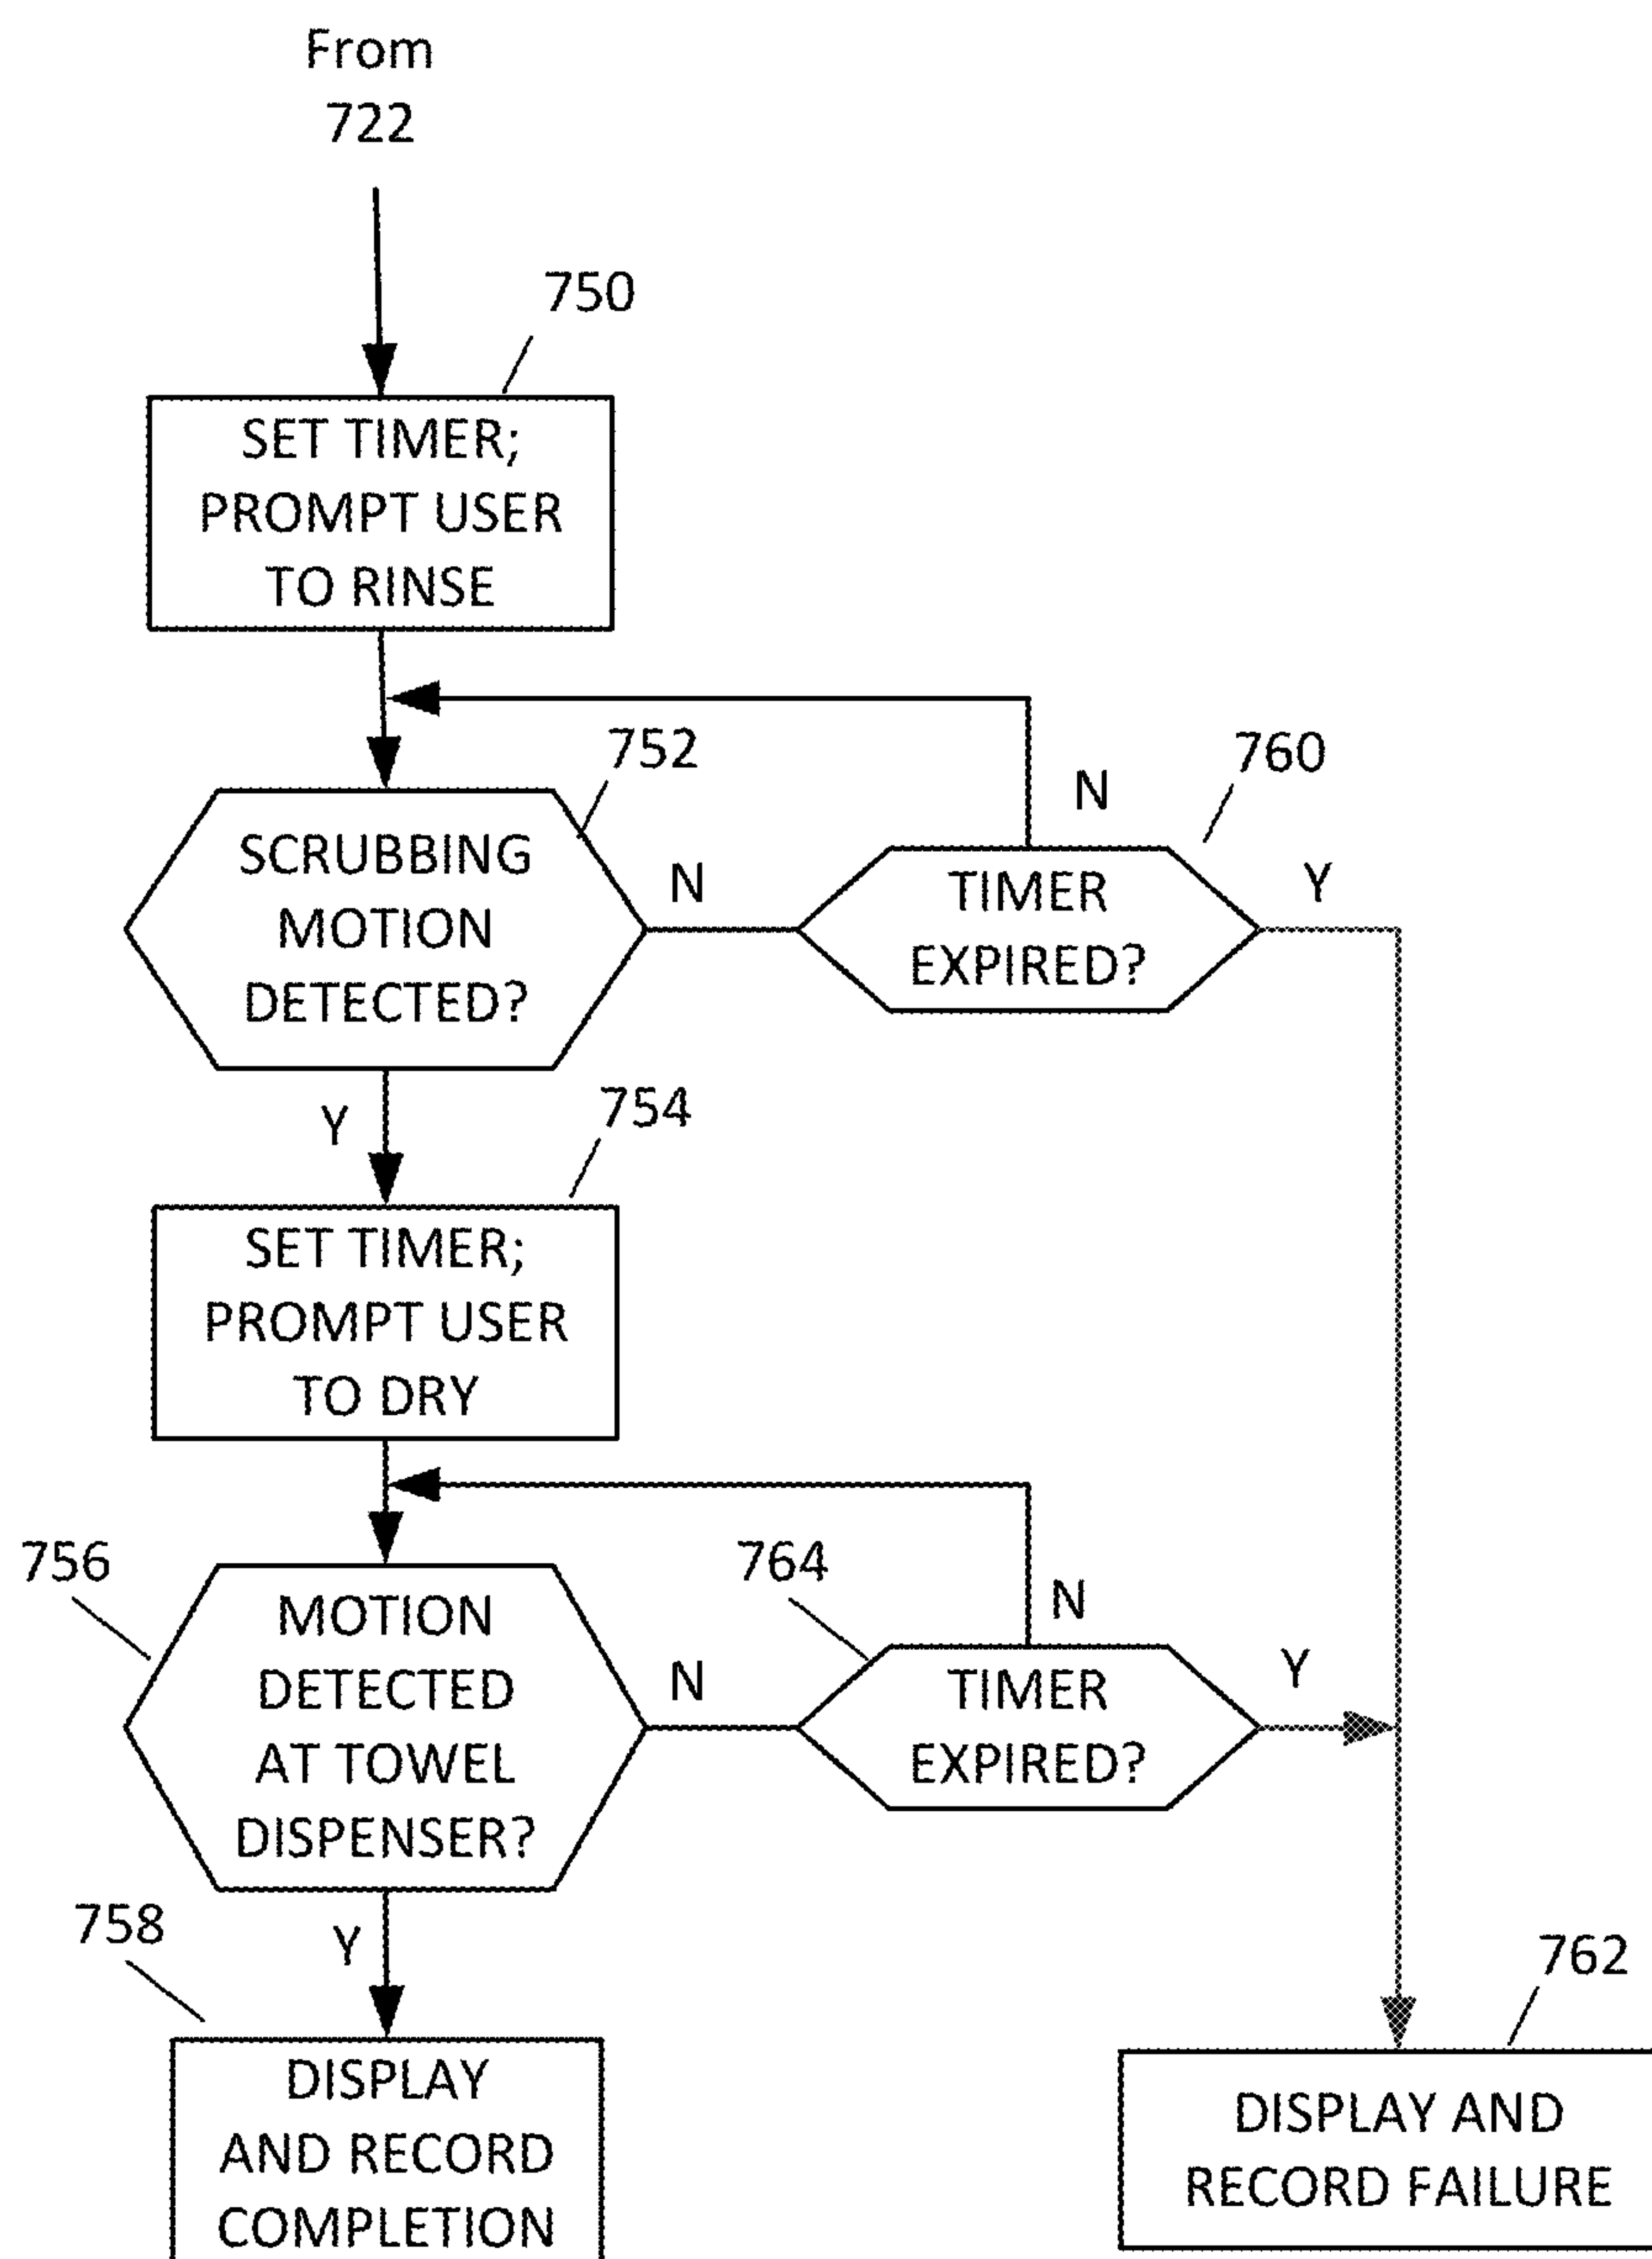 From
722
750
SET TIMER;
PROMPT USER
TO RINSE
752
760
N
SCRUBBING
MOTION
DETECTED?
N
TIMER
EXPIRED?
Y
Y
754
SET TIMER;
PROMPT USER
TO DRY
756
764
N
MOTION
DETECTED
AT TOWEL
DISPENSER?
N
TIMER
EXPIRED?
Y
758
Y
762
DISPLAY
AND RECORD
COMPLETION
DISPLAY AND
RECORD FAILURE